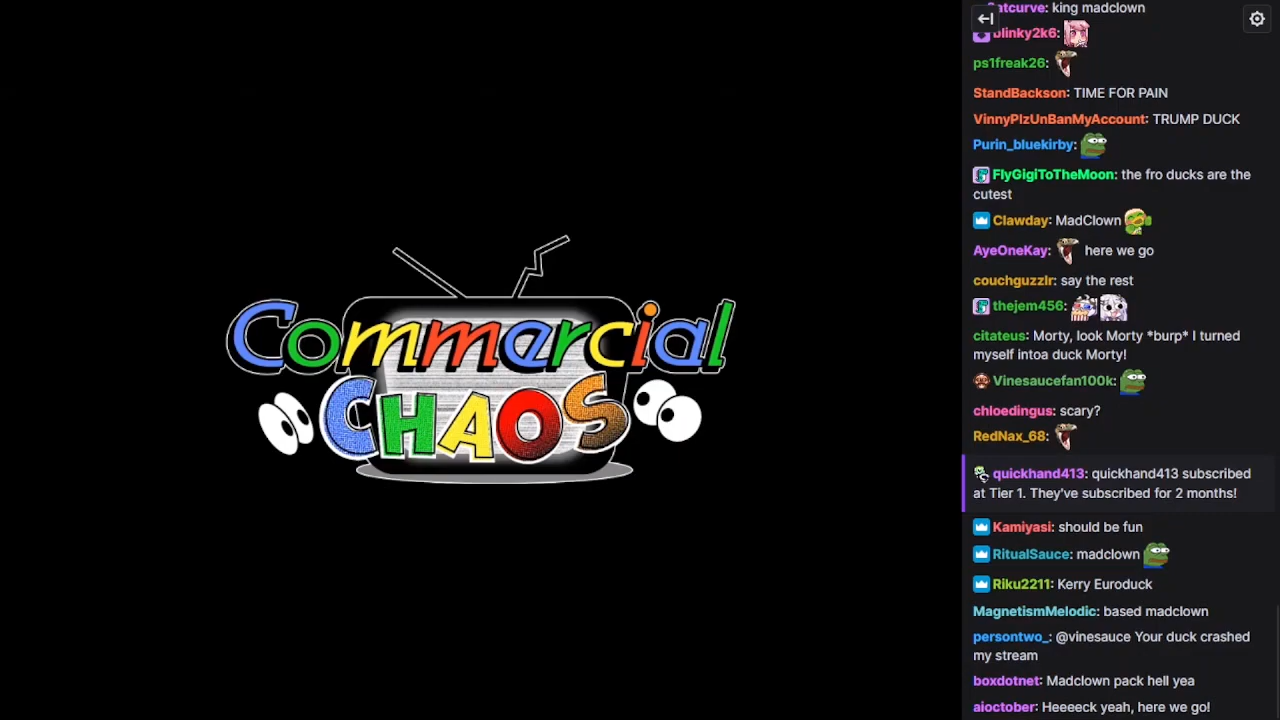 Commercial
CHAOS
atcurve: king madclown
blinky2k6:
ps1freak26:
StandBackson: TIME FOR PAIN
VinnyPlzUnBanMyAccount: TRUMP DUCK
Purin_bluekirby:
FlyGigiToTheMoon: the fro ducks are the
cutest
Clawday: MadClown
AyeOneKay: here we go
couchguzzlr: say the rest
thejem456:
citateus: Morty, look Morty *burp* I turned
myself intoa duck Morty!
Vinesaucefan100k:
chloedingus: scary?
RedNax_68:
quickhand413: quickhand413 subscribed
at Tier 1. They've subscribed for 2 months!
Kamiyasi: should be fun
RitualSauce: madclown
Riku2211: Kerry Euroduck
MagnetismMelodic: based madclown
persontwo_: @vinesauce Your duck crashed
my stream
boxdotnet: Madclown pack hell yea
aioctober: Heeeeck yeah, here we go!